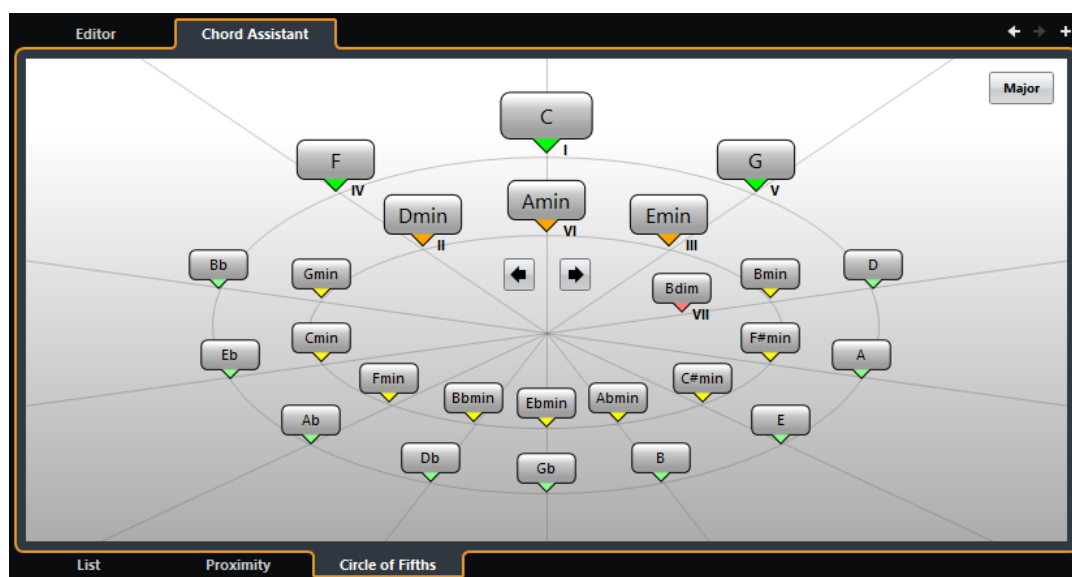 Editor Chord Assistant
Major
C
I
F G
IV V
Amin
Dmin Emin
VI
II III
Bb Gmin Bdim Bmin D
VII
Eb Cmin F#min A
Fmin C#min
Bbmin Ebmin Abmin
Ab E
Db Gb B
List Proximity Circle of Fifths